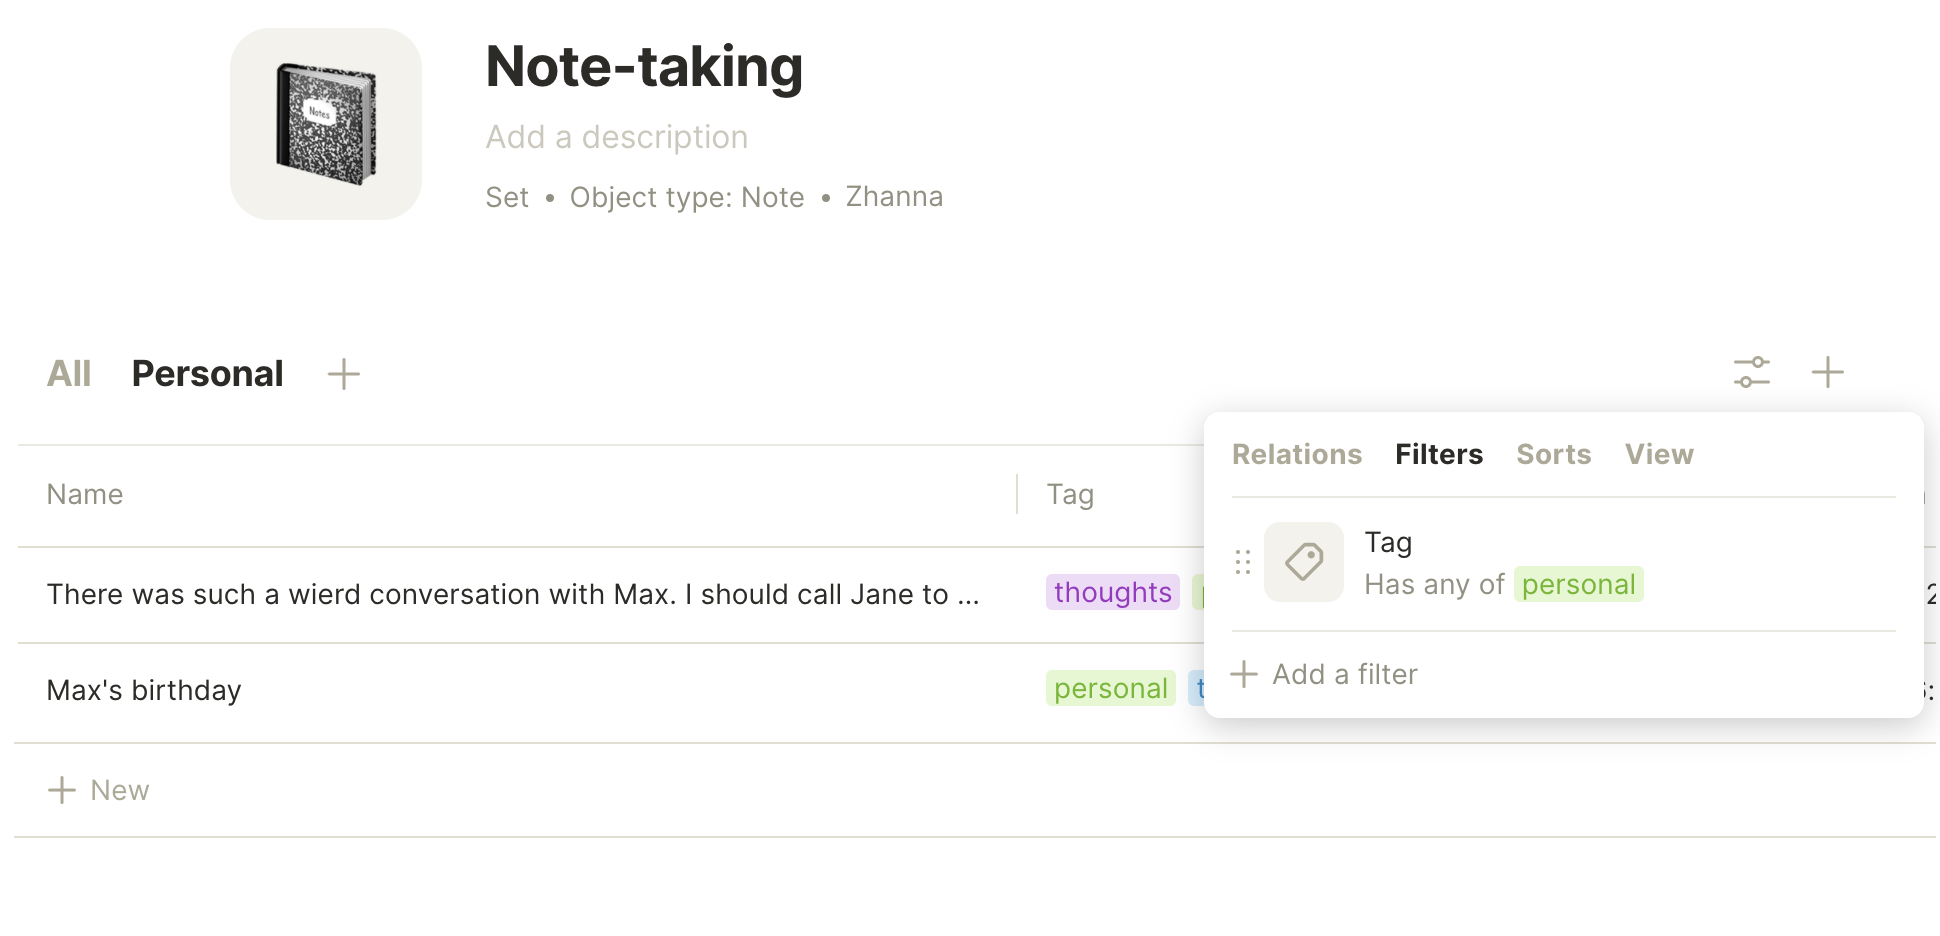 Notes
Note-taking
Add a description
Set • Object type: Note • Zhanna
All Personal
Relations Filters Sorts View
Name Tag
Tag
Has any of personal
There was such a wierd conversation with Max. I should call Jane to ... thoughts
Add a filter
Max's birthday personal
New